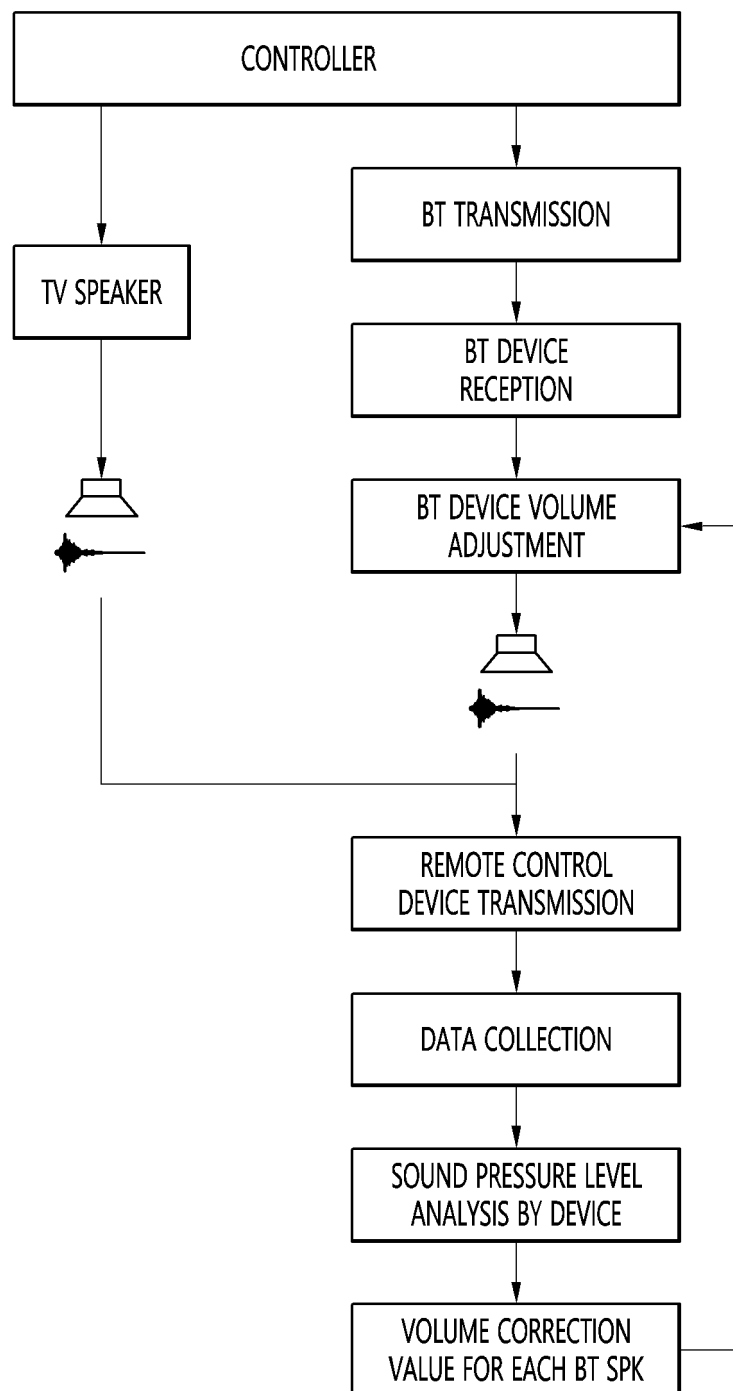 CONTROLLER
BT TRANSMISSION
TV SPEAKER
BT DEVICE
RECEPTION
BT DEVICE VOLUME
ADJUSTMENT
REMOTE CONTROL
DEVICE TRANSMISSION
DATA COLLECTION
SOUND PRESSURE LEVEL
ANALYSIS BY DEVICE
VOLUME CORRECTION
VALUE FOR EACH BT SPK